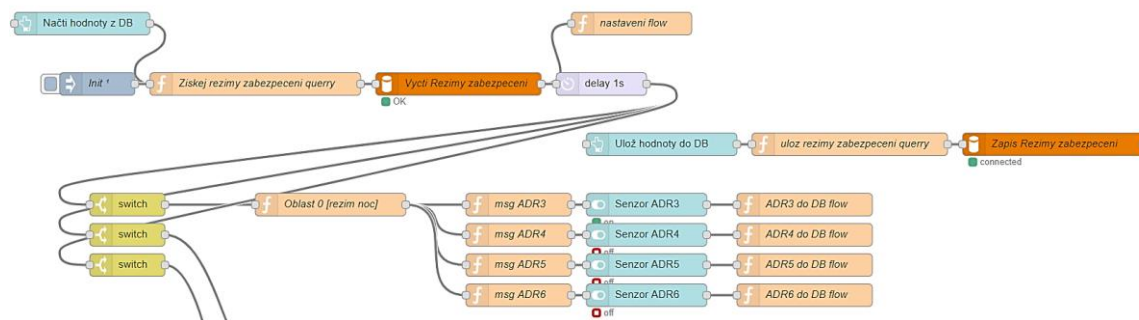 Načti hodnoty z DB
nastaveni flow
Init ¹
Ziskej rezimy zabezpeceni querry
Vycti Rezimy zabezpeceni
delay 1s
OK
Ulož hodnoty do DB
uloz rezimy zabezpeceni querry
Zapis Rezimy zabezpeceni
connected
switch
Oblast 0 [rezim noc]
msg ADR3
Senzor ADR3
ADR3 do DB flow
on
switch
msg ADR4
Senzor ADR4
ADR4 do DB flow
off
switch
msg ADR5
Senzor ADR5
ADR5 do DB flow
off
msg ADR6
Senzor ADR6
ADR6 do DB flow
off